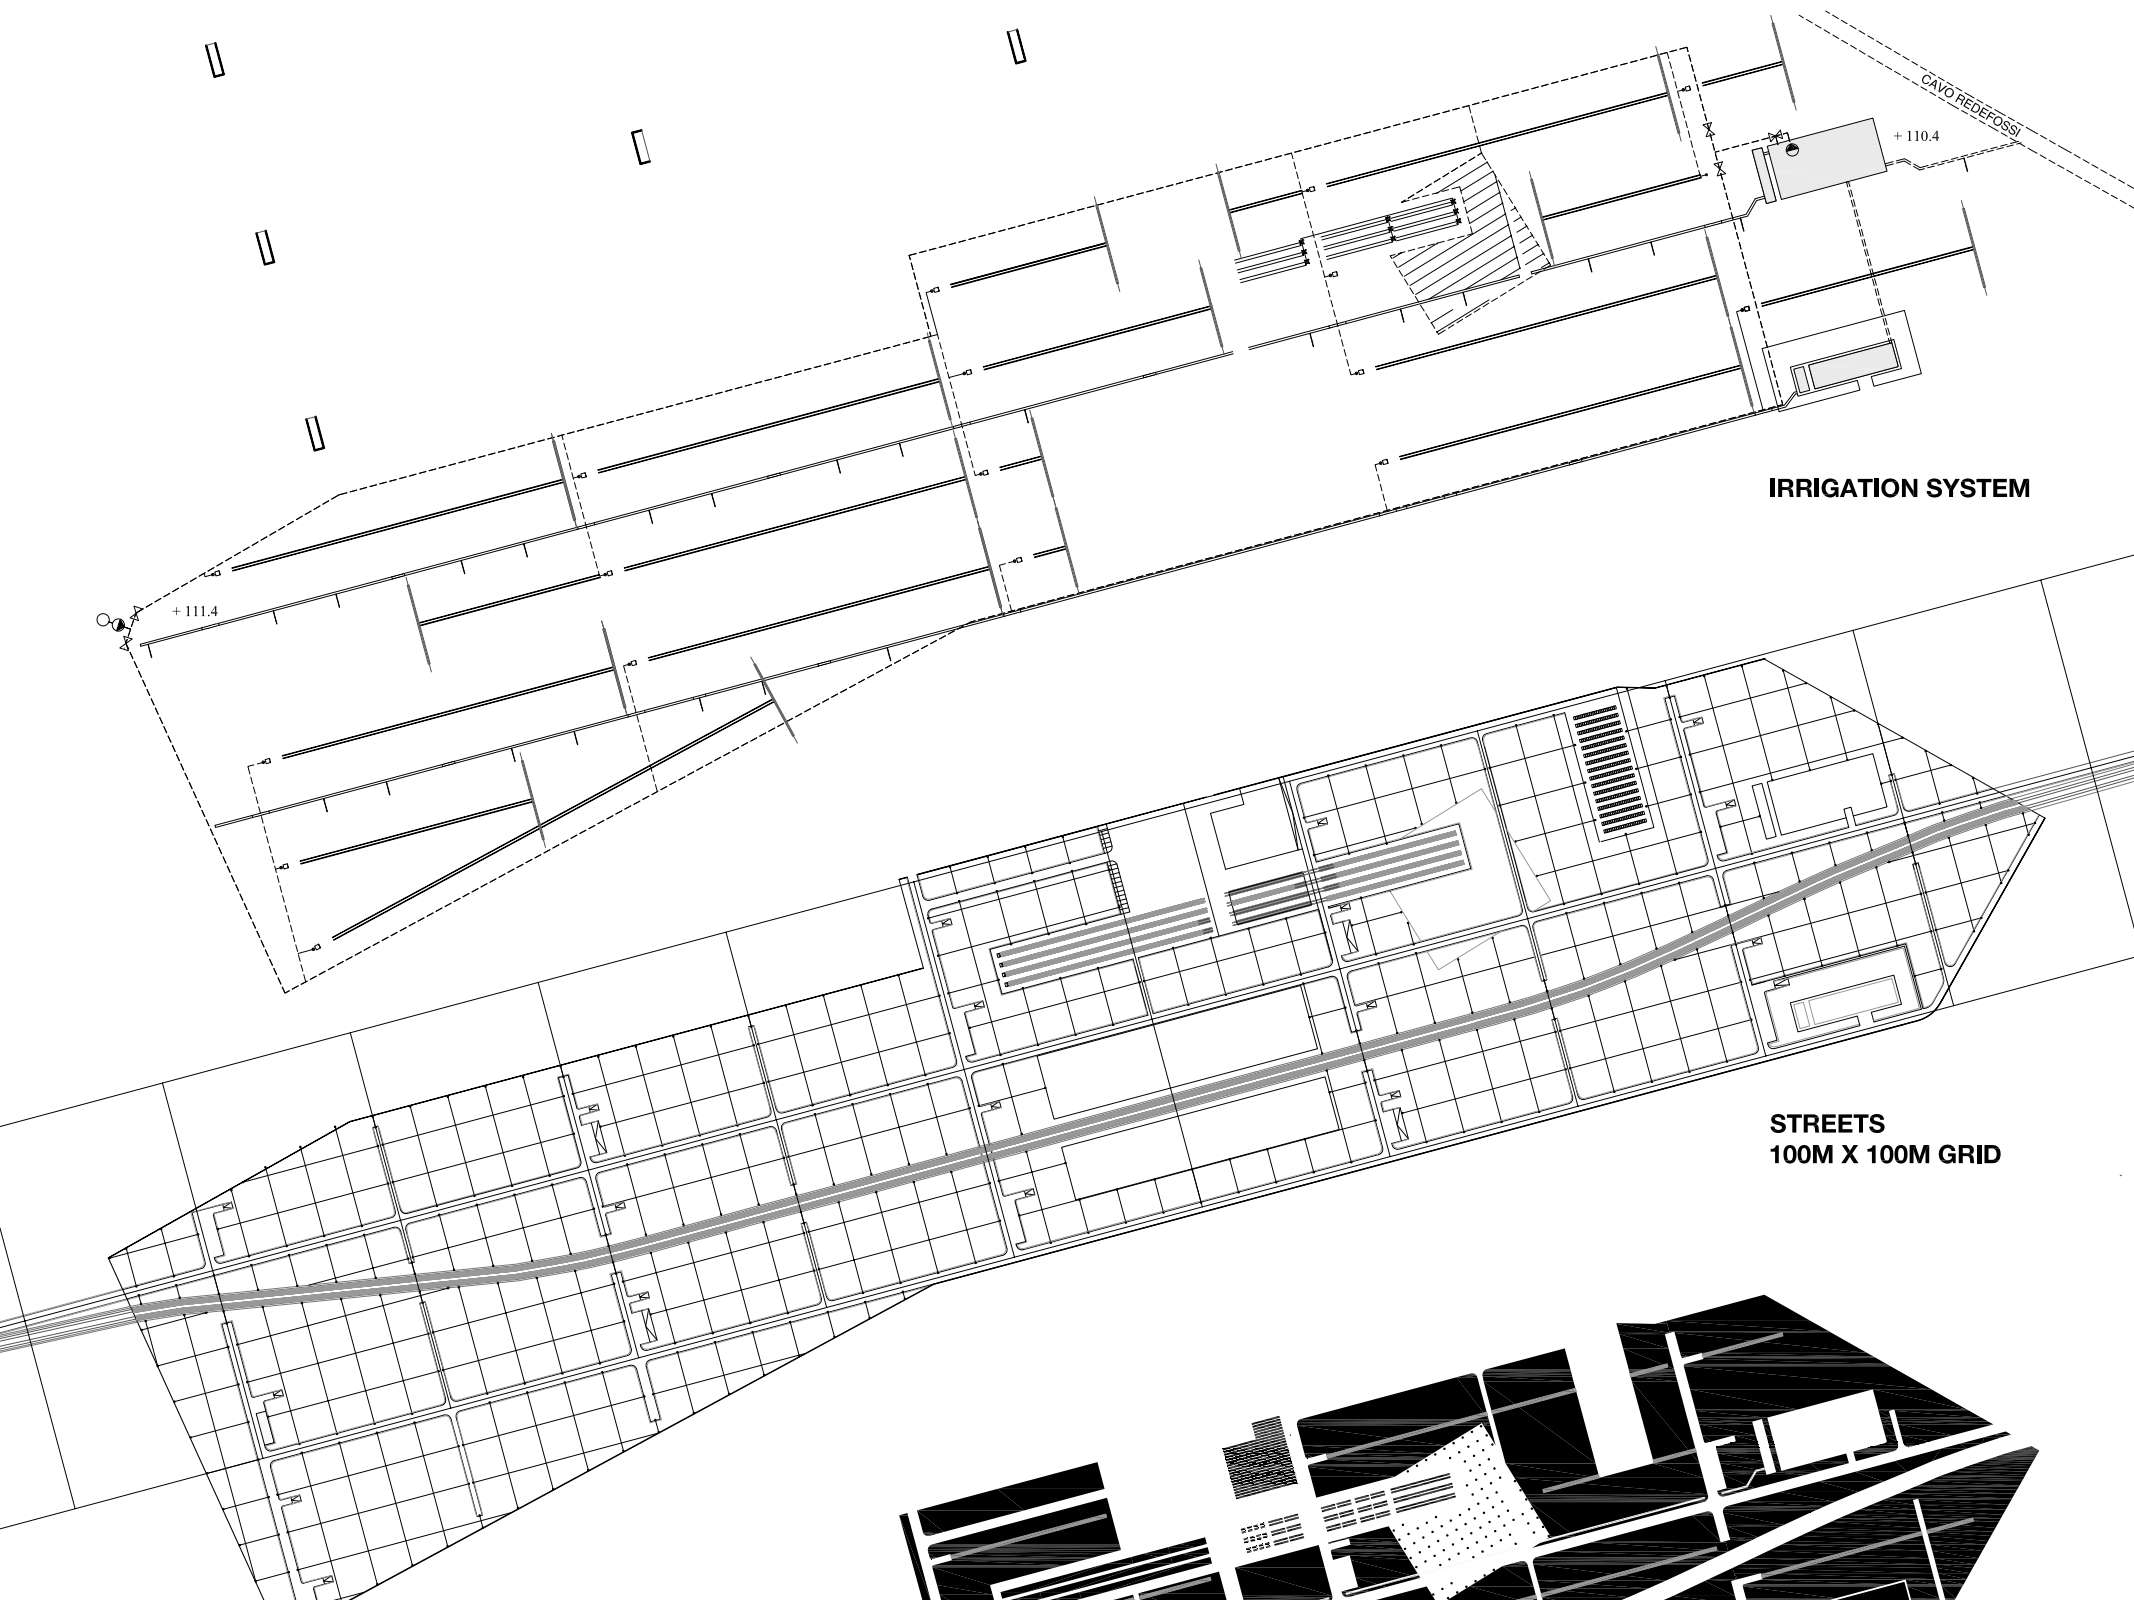 CAVO REDEFOSSI
+ 110.4
IRRIGATION SYSTEM
+ 111.4
STREETS
100M X 100M GRID